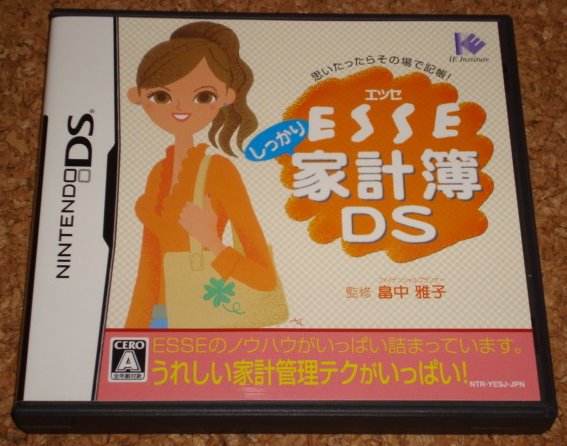 NINTENDO DS
IE Institute
思いたったらその場で記帳!
エッセ
しっかり
ESSE
家計簿
DS
ファイナンシャルプランナー
監修 畠中 雅子
CERO
A
全年齢対象
ESSEのノウハウがいっぱい詰まっています。
うれしい家計管理テクがいっぱい!
NTR-YESJ-JPN